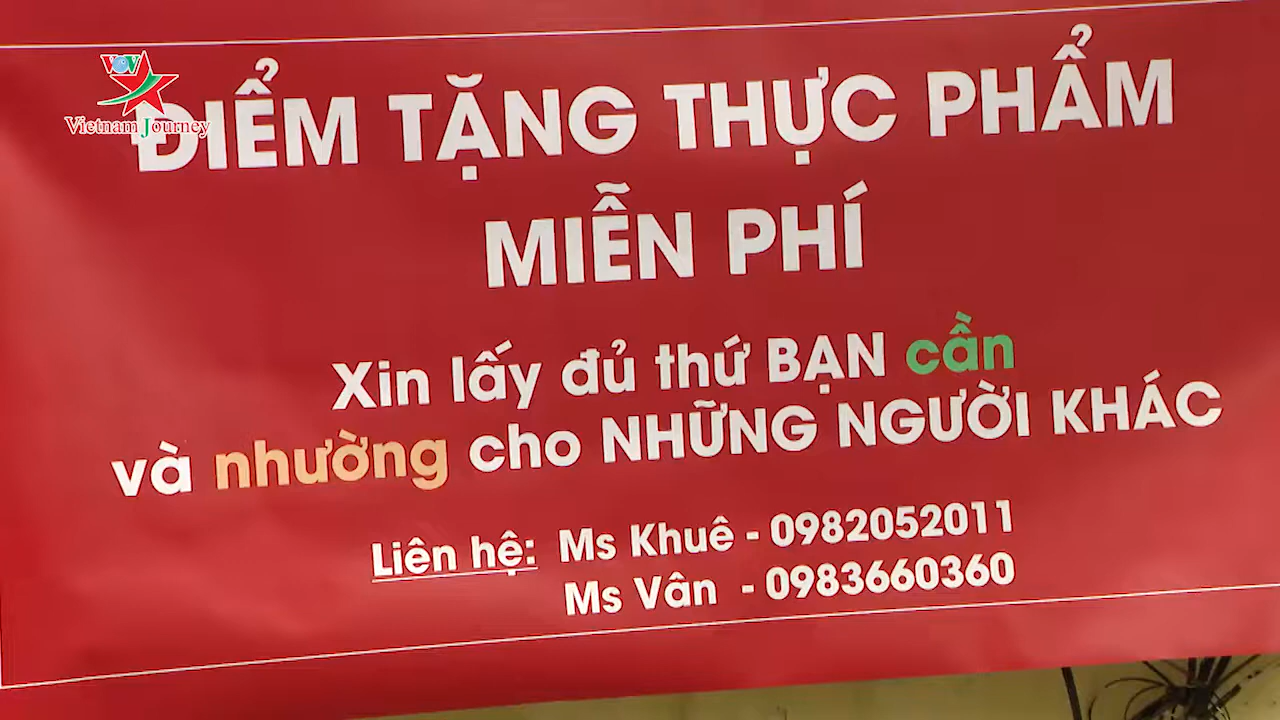 VOV
Vietnam Journey
ĐIỂM TẶNG THỰC PHẨM
MIỄN PHÍ
Xin lấy đủ thứ BẠN cần
và nhường cho NHỮNG NGƯỜI KHÁC
Liên hệ: Ms Khuê - 0982052011
Ms Vân - 0983660360